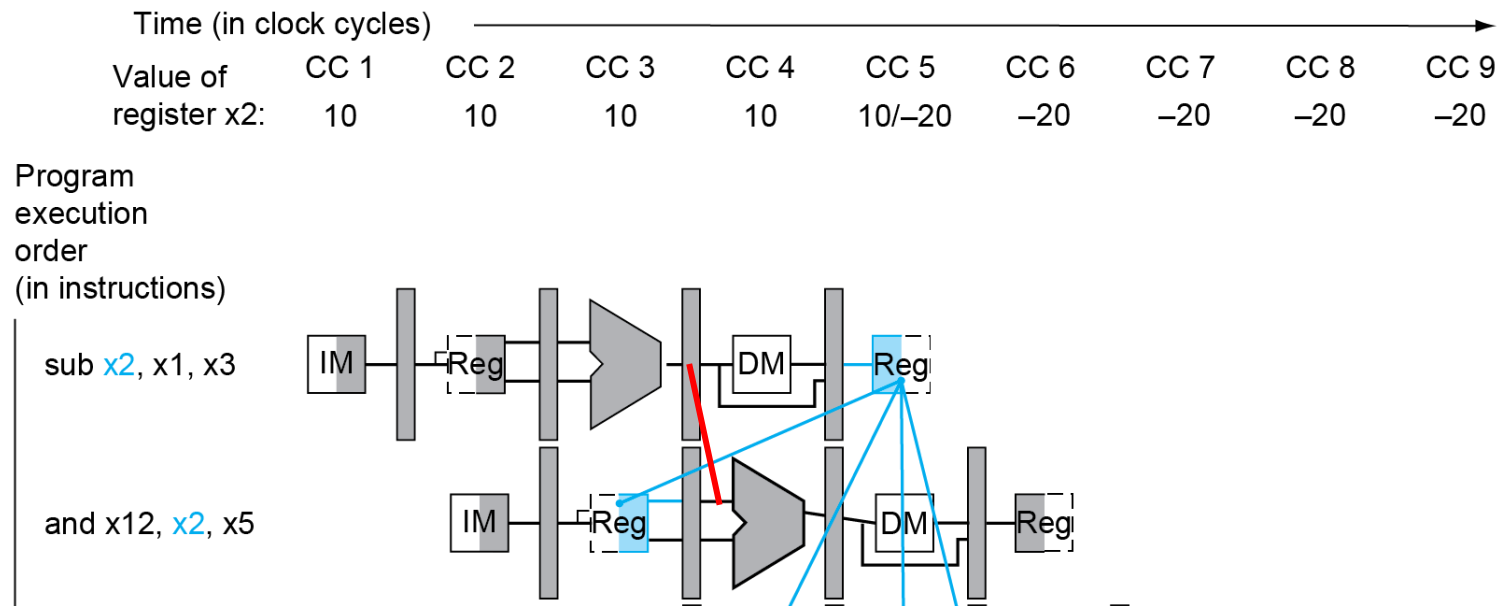 Time (in clock cycles)
Value of
register x2:
CC 1 CC 2 CC 3 CC 4 CC 5 CC 6 CC 7 CC 8 CC 9
10 10 10 10 10/–20 –20 –20 –20 –20
Program
execution
order
(in instructions)
sub x2, x1, x3
IM Reg DM Reg
and x12, x2, x5
IM Reg DM Reg